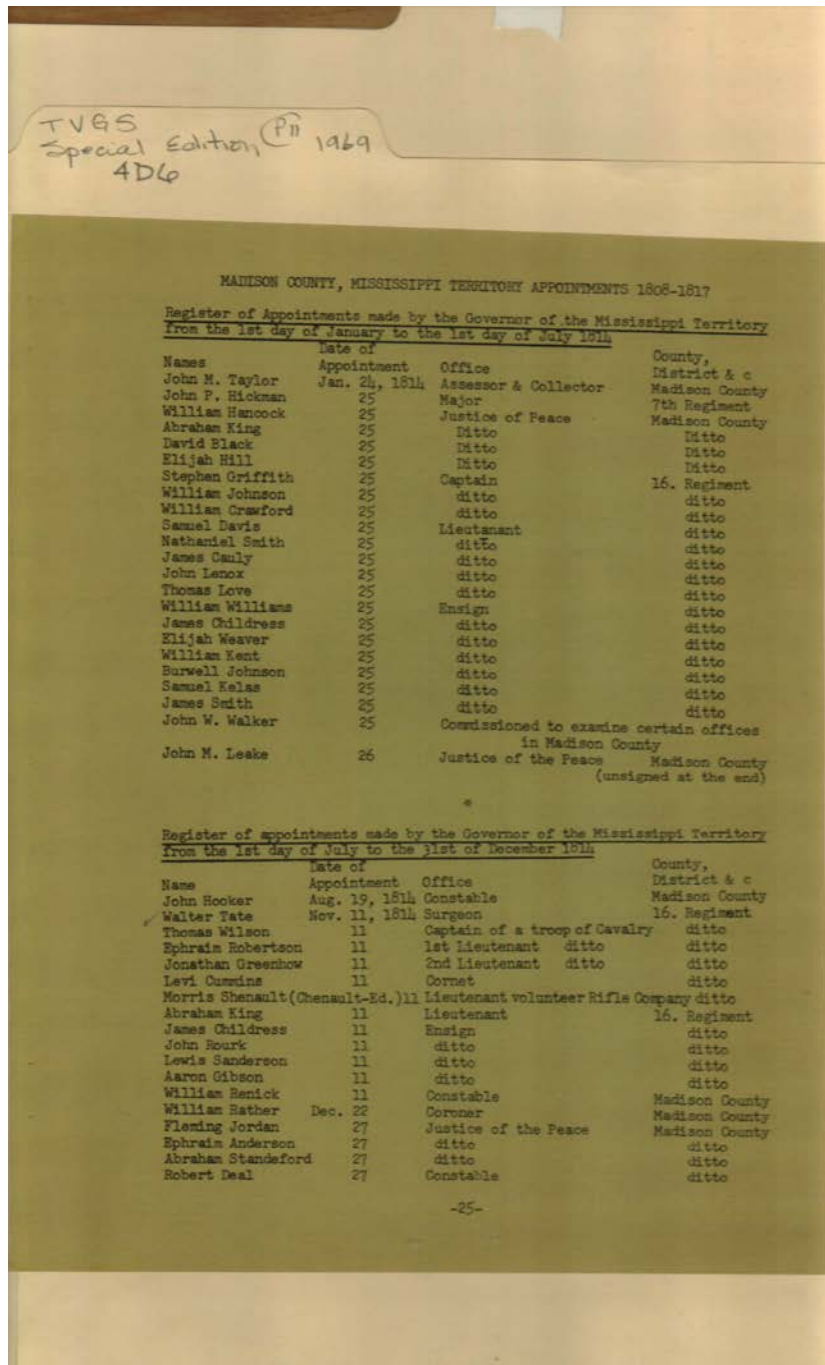 TVGS
Special Edition, PII 1969
4D6
MADISON COUNTY, MISSISSIPPI TERRITORY APPOINTMENTS 1808-1817
Register of Appointments made by the Governor of the Mississippi Territory
from the 1st day of January to the 1st day of July 1814
Date of County,
Names Appointment Office District & c
John M. Taylor Jan. 24, 1814 Assessor & Collector Madison County
John P. Hickman 25 Major 7th Regiment
William Hancock 25 Justice of Peace Madison County
Abraham King 25 Ditto Ditto
David Black 25 Ditto Ditto
Elijah Hill 25 Ditto Ditto
Stephen Griffith 25 Captain 16. Regiment
William Johnson 25 ditto ditto
William Crawford 25 ditto ditto
Samuel Davis 25 Lieutanant ditto
Nathaniel Smith 25 ditto ditto
James Cauly 25 ditto ditto
John Lenox 25 ditto ditto
Thomas Love 25 ditto ditto
William Williams 25 Ensign ditto
James Childress 25 ditto ditto
Elijah Weaver 25 ditto ditto
William Kent 25 ditto ditto
Burwell Johnson 25 ditto ditto
Samuel Kelas 25 ditto ditto
James Smith 25 ditto ditto
John W. Walker 25 Commissioned to examine certain offices
in Madison County
John M. Leake 26 Justice of the Peace Madison County
(unsigned at the end)
*
Register of appointments made by the Governor of the Mississippi Territory
from the 1st day of July to the 31st of December 1814
Date of County,
Name Appointment Office District & c
John Hooker Aug. 19, 1814 Constable Madison County
Walter Tate Nov. 11, 1814 Surgeon 16. Regiment
Thomas Wilson 11 Captain of a troop of Cavalry ditto
Ephraim Robertson 11 1st Lieutenant ditto ditto
Jonathan Greenhow 11 2nd Lieutenant ditto ditto
Levi Cummins 11 Cornet ditto
Morris Shenault(Chenault-Ed.)11 Lieutenant volunteer Rifle Company ditto
Abraham King 11 Lieutenant 16. Regiment
James Childress 11 Ensign ditto
John Rourk 11 ditto ditto
Lewis Sanderson 11 ditto ditto
Aaron Gibson 11 ditto ditto
William Renick 11 Constable Madison County
William Rather Dec. 22 Coroner Madison County
Fleming Jordan 27 Justice of the Peace Madison County
Ephraim Anderson 27 ditto ditto
Abraham Standeford 27 ditto ditto
Robert Deal 27 Constable ditto
-25-